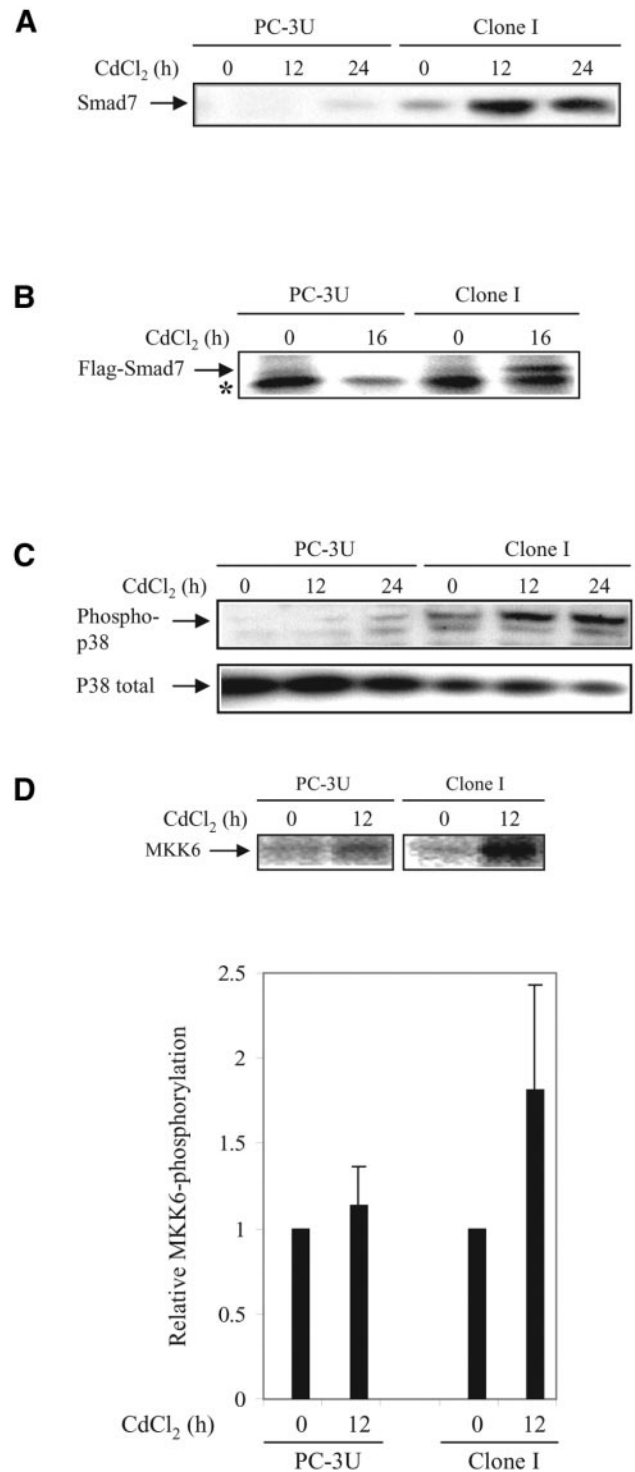 A
PC-3U Clone I
CdCl2 (h) 0 12 24 0 12 24
Smad7
B
PC-3U Clone I
CdCl2 (h) 0 16 0 16
Flag-Smad7
*
C
PC-3U Clone I
CdCl2 (h) 0 12 24 0 12 24
Phospho-
p38
P38 total
D
PC-3U Clone I
CdCl2 (h) 0 12 0 12
MKK6
Relative MKK6-phosphorylation
2.5
2
1.5
1
0.5
0
CdCl2 (h) 0 12 0 12
PC-3U Clone I